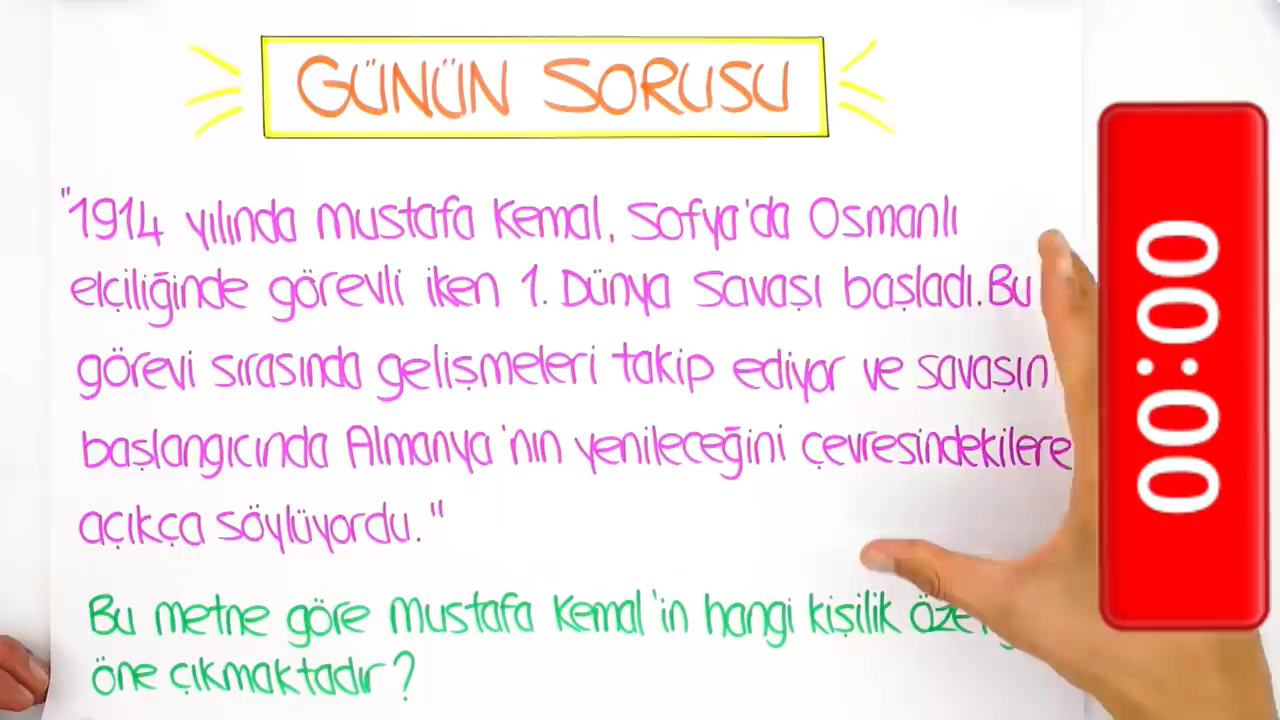 GÜNÜN SORUSU
"1914 yılında Mustafa Kemal, Sofya'da Osmanlı
elçiliğinde görevli iken 1. Dünya Savaşı başladı. Bu
görevi sırasında gelişmeleri takip ediyor ve savaşın
başlangıcında Almanya'nın yenileceğini çevresindekilere
açıkça söylüyordu."
Bu metne göre Mustafa Kemal'in hangi kişilik
öne çıkmaktadır?
00:00